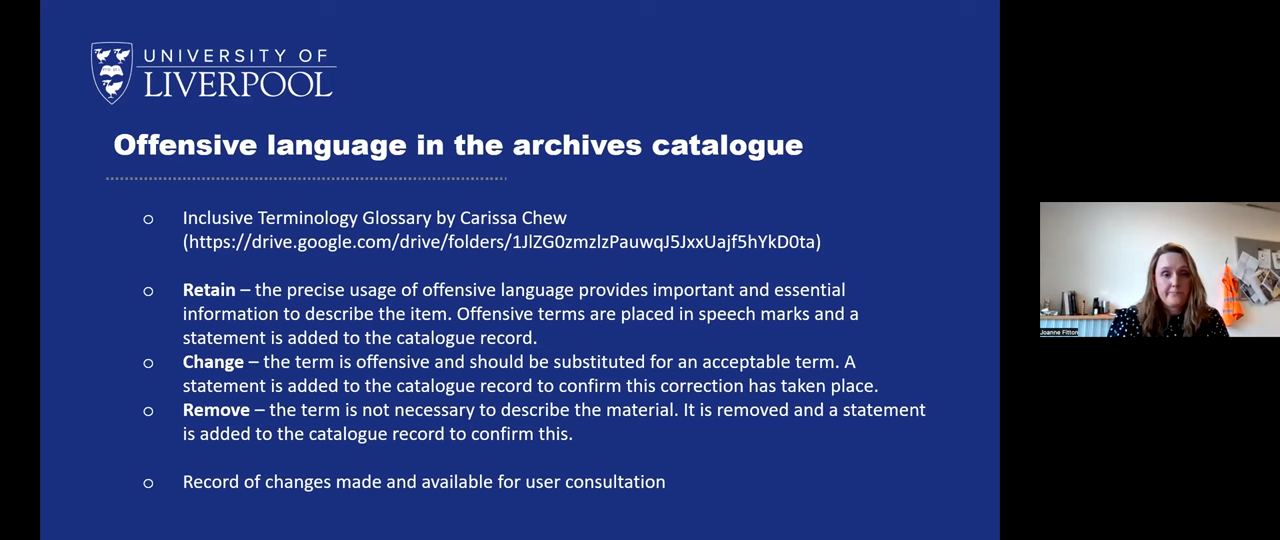 UNIVERSITY OF
LIVERPOOL
Offensive language in the archives catalogue
Inclusive Terminology Glossary by Carissa Chew
(https://drive.google.com/drive/folders/1JlZG0zmzlzPauwqJ5JxxUajf5hYkD0ta)
Retain – the precise usage of offensive language provides important and essential
information to describe the item. Offensive terms are placed in speech marks and a
statement is added to the catalogue record.
Change – the term is offensive and should be substituted for an acceptable term. A
statement is added to the catalogue record to confirm this correction has taken place.
Remove – the term is not necessary to describe the material. It is removed and a statement
is added to the catalogue record to confirm this.
Record of changes made and available for user consultation
Joanne Fitton